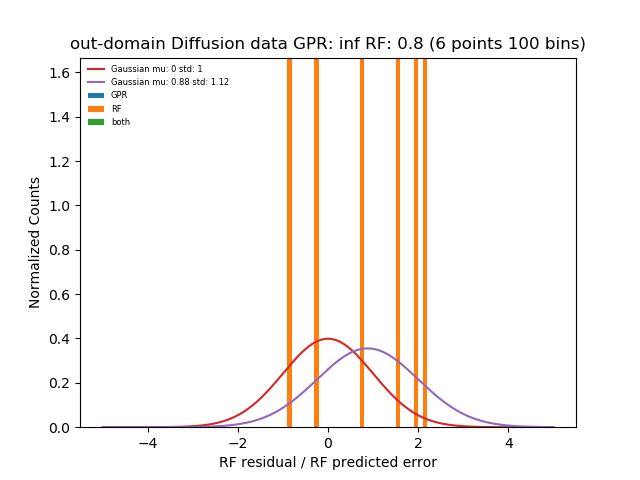 out-domain Diffusion data GPR: inf RF: 0.8 (6 points 100 bins)
Gaussian mu: 0 std: 1
Gaussian mu: 0.88 std: 1.12
GPR
RF
both
Normalized Counts
1.6
1.4
1.2
1.0
0.8
0.6
0.4
0.2
0.0
−4
−2
0
2
4
RF residual / RF predicted error